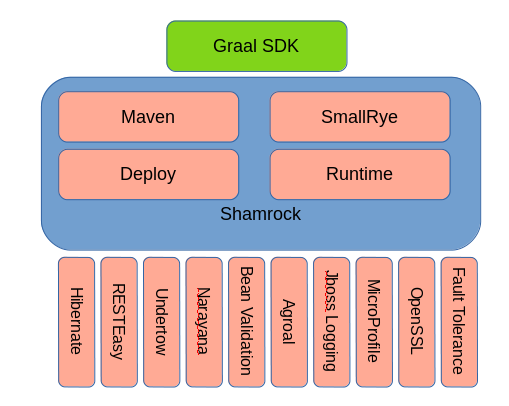 Graal SDK
Maven
SmallRye
Deploy
Runtime
Shamrock
Hibernate
RESTEasy
Undertow
Narayana
Bean Validation
Agroal
Jboss Logging
MicroProfile
OpenSSL
Fault Tolerance